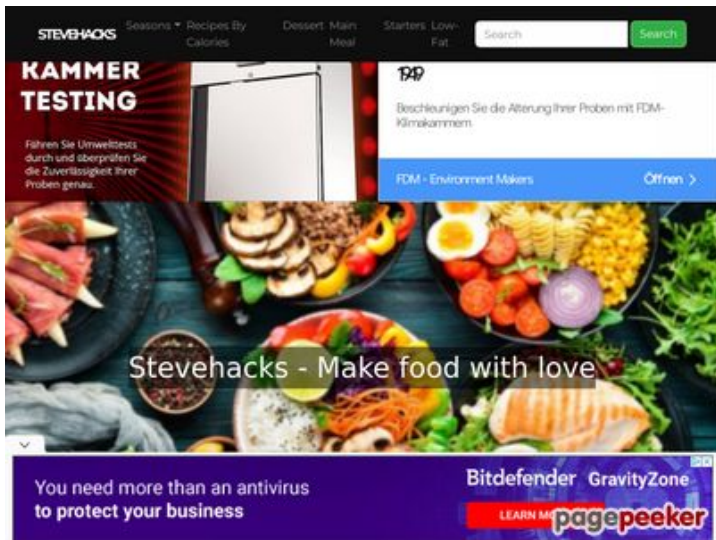 STEVEHACKS
Seasons
Recipes By
Calories
Dessert
Main
Meal
Starters
Low-
Fat
Search
Search
KAMMER
TESTING
Führen Sie Umwelttests
durch und überprüfen Sie
die Zuverlässigkeit Ihrer
Proben genau.
1949
Beschleunigen Sie die Alterung Ihrer Proben mit FDM-
Klimakammern
FDM - Environment Makers
Öffnen
Stevehacks - Make food with love
You need more than an antivirus
to protect your business
Bitdefender GravityZone
LEARN
pagepeeker